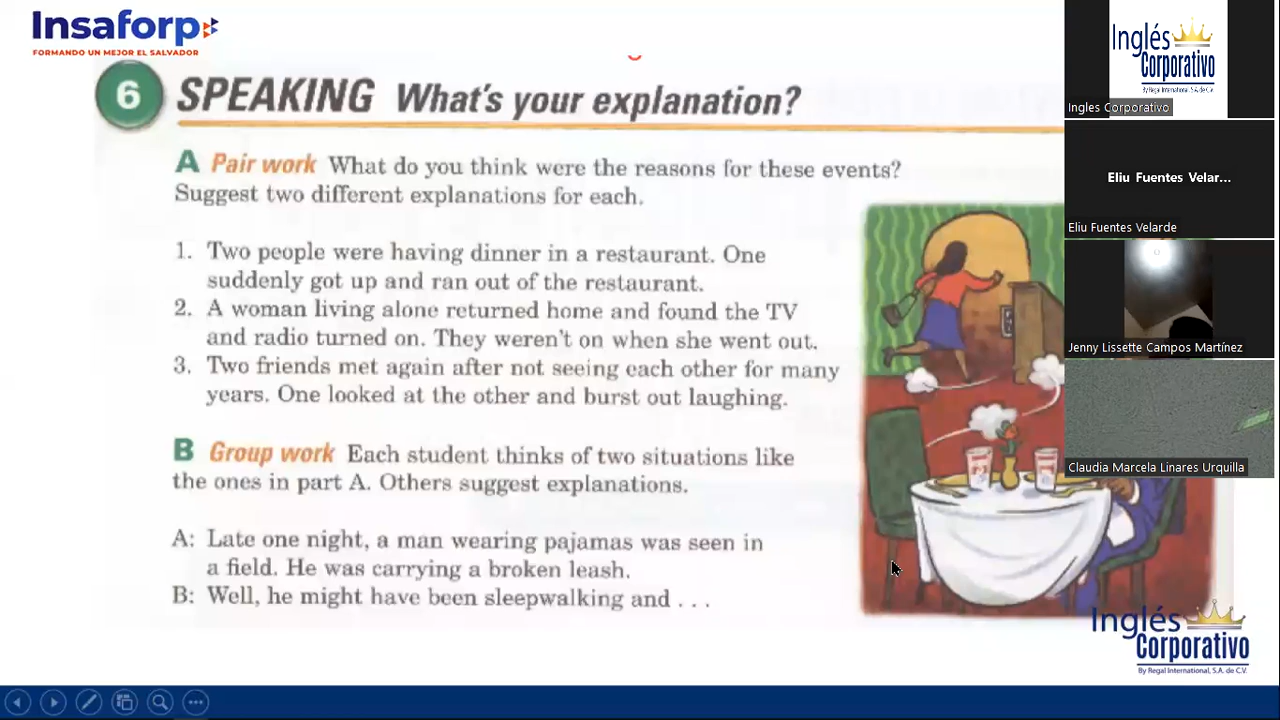 Insaforp
FORMANDO UN MEJOR EL SALVADOR
6 SPEAKING What's your explanation?
A Pair work What do you think were the reasons for these events?
Suggest two different explanations for each.
1. Two people were having dinner in a restaurant. One
suddenly got up and ran out of the restaurant.
2. A woman living alone returned home and found the TV
and radio turned on. They weren't on when she went out.
3. Two friends met again after not seeing each other for many
years. One looked at the other and burst out laughing.
B Group work Each student thinks of two situations like
the ones in part A. Others suggest explanations.
A: Late one night, a man wearing pajamas was seen in
a field. He was carrying a broken leash.
B: Well, he might have been sleepwalking and . . .
Inglés
Corporativo
By Regal International, S.A. de C.V.
Ingles Corporativo
Eliu Fuentes Velar...
Eliu Fuentes Velarde
Jenny Lissette Campos Martínez
Claudia Marcela Linares Urquilla
Inglés
Corporativo
By Regal International, S.A. de C.V.